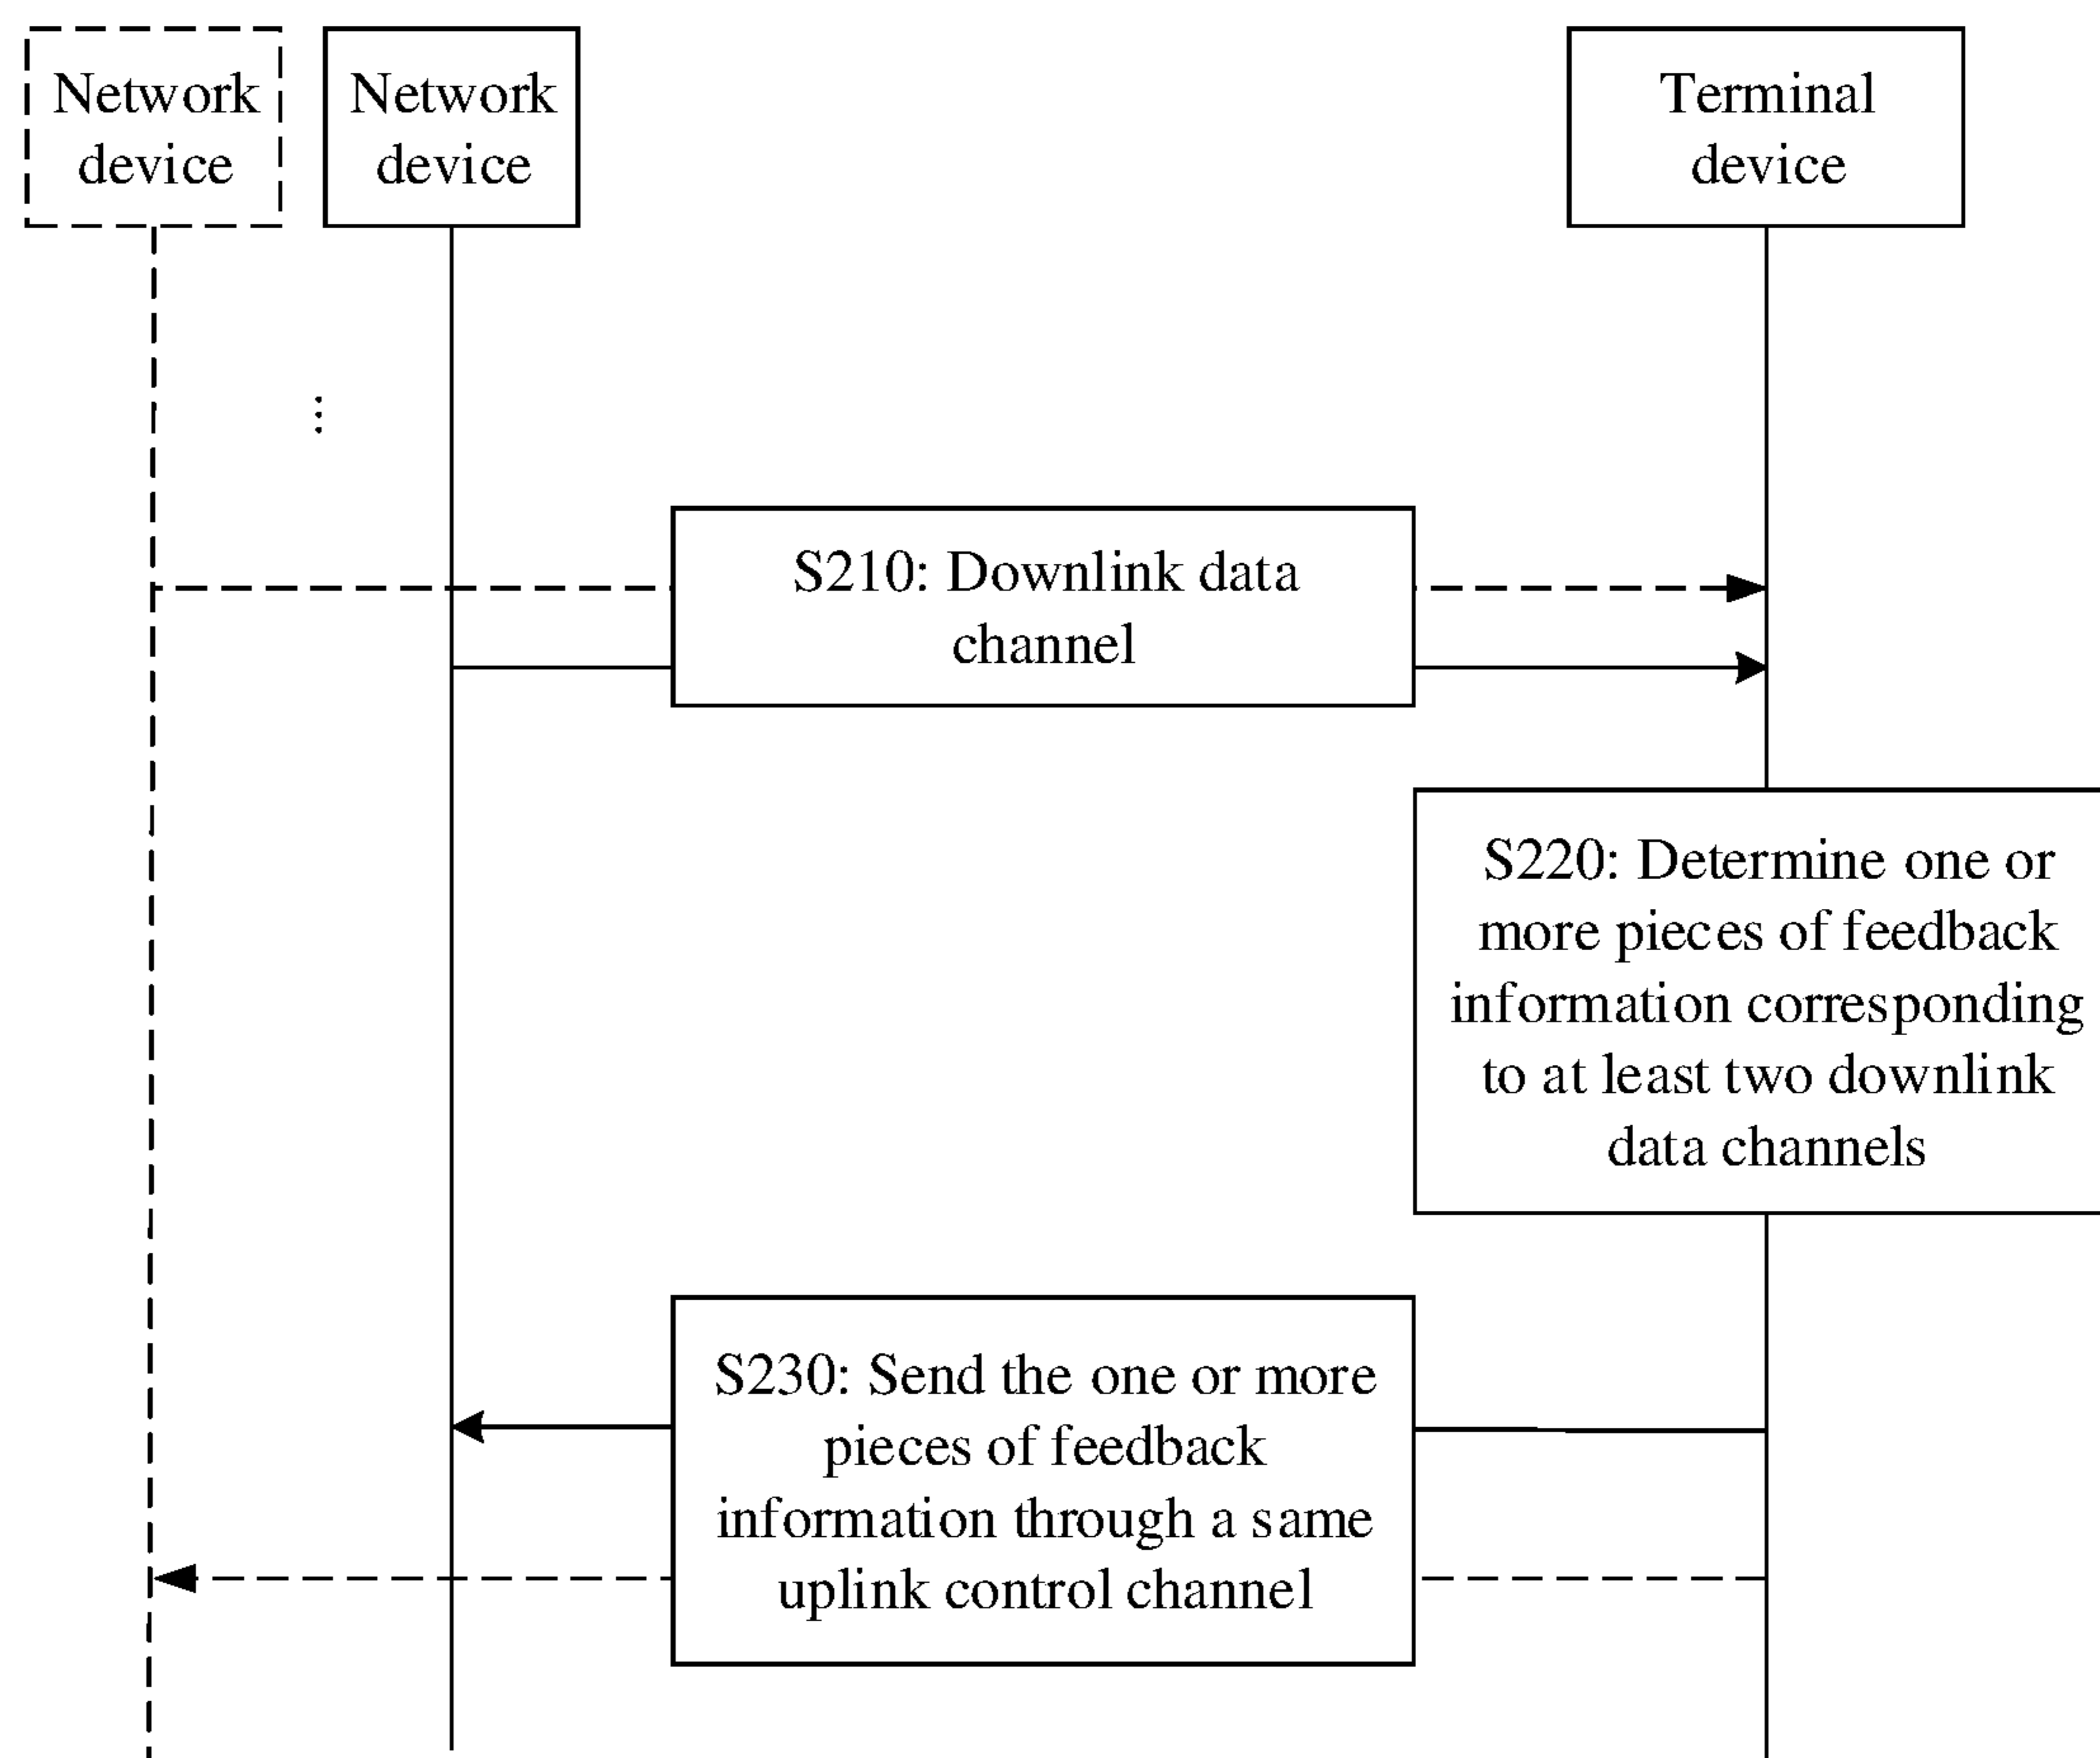 Network
device
Network
device
Terminal
device
⋮
S210: Downlink data
channel
S220: Determine one or
more pieces of feedback
information corresponding
to at least two downlink
data channels
S230: Send the one or more
pieces of feedback
information through a same
uplink control channel